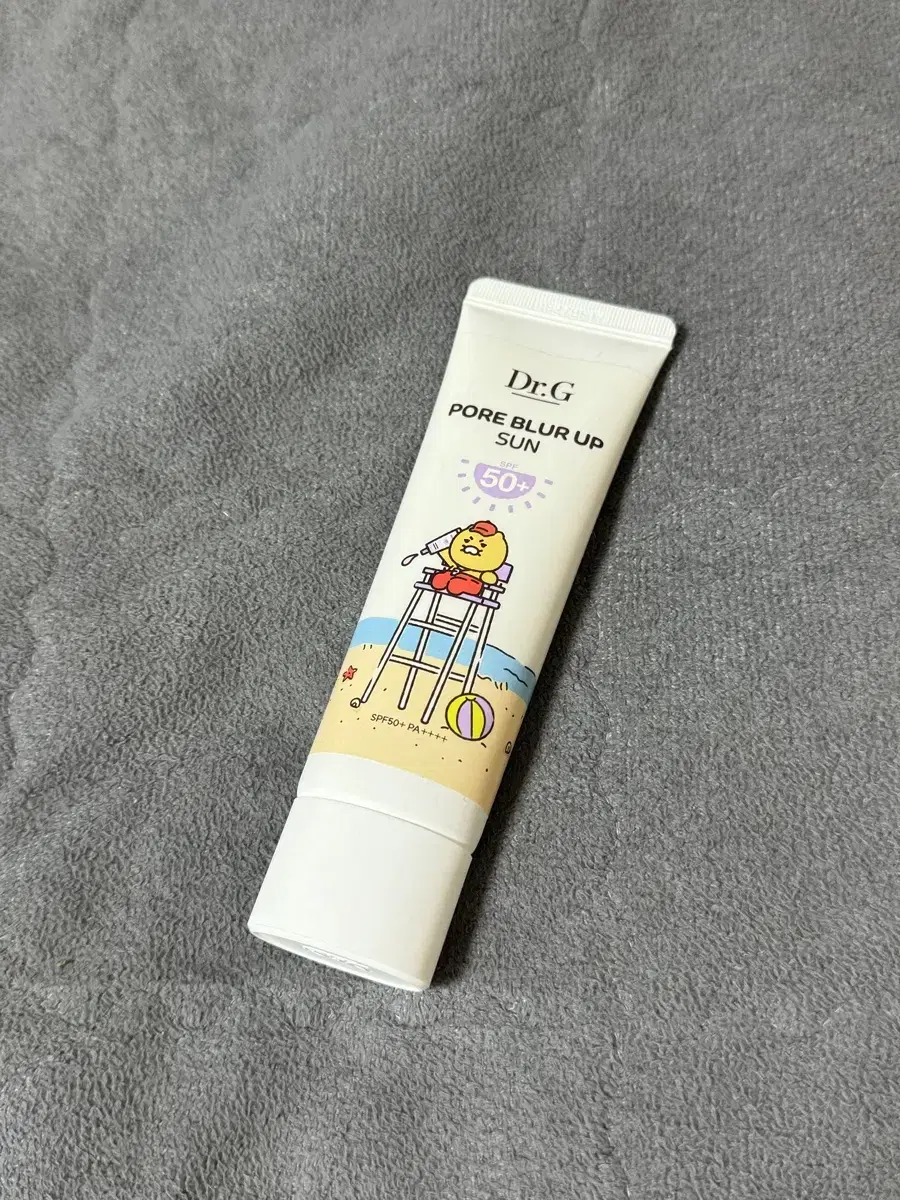 Dr.G
PORE BLUR UP
SUN
SPF
50+
SPF50+ PA++++